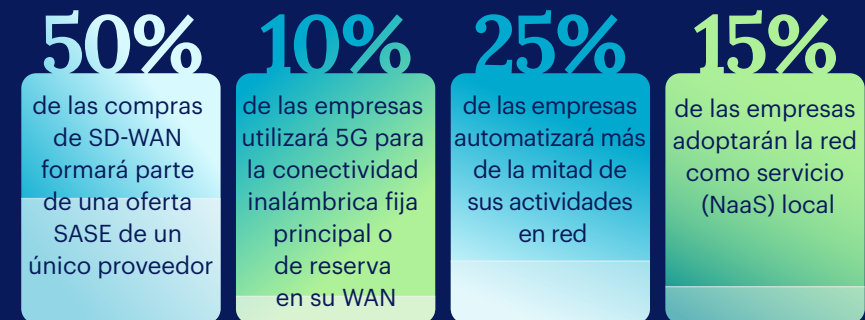 50%
de las compras
de SD-WAN
formará parte
de una oferta
SASE de un
único proveedor
10%
de las empresas
utilizará 5G para
la conectividad
inalámbrica fija
principal o
de reserva
en su WAN
25%
de las empresas
automatizará más
de la mitad de
sus actividades
en red
15%
de las empresas
adoptarán la red
como servicio
(NaaS) local